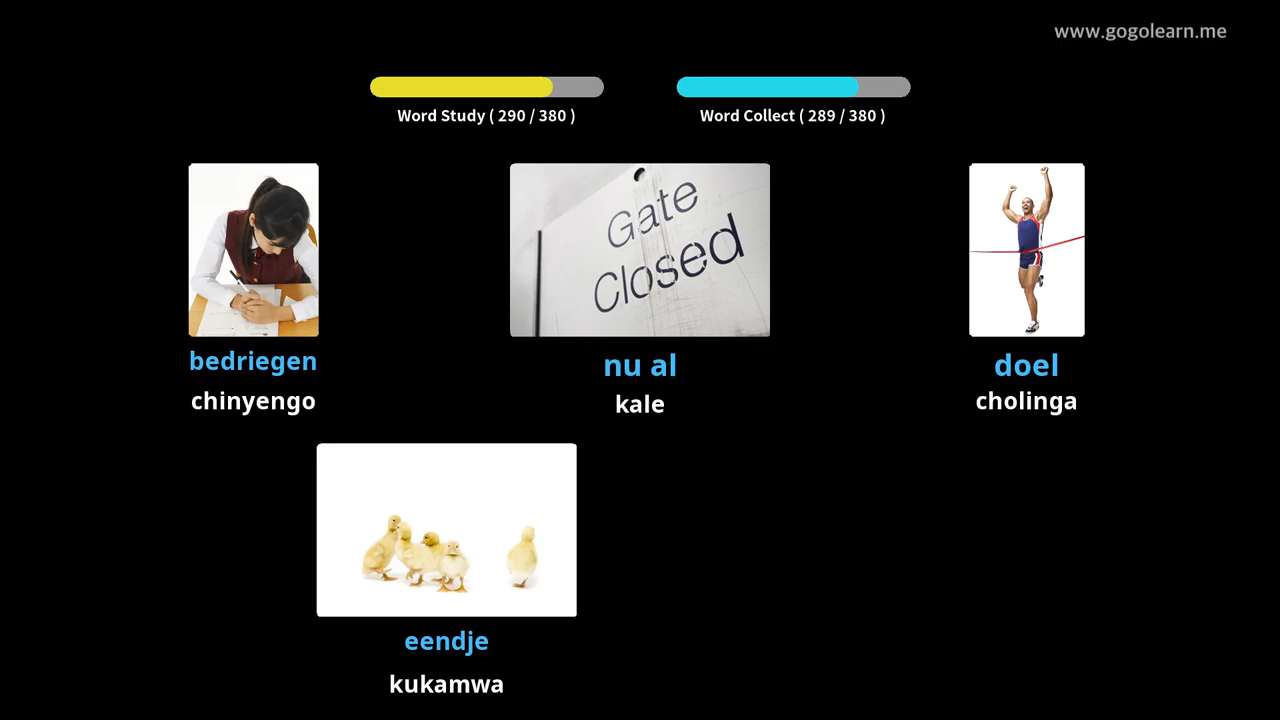 www.gogolearn.me
Word Study ( 290 / 380 )
Word Collect ( 289 / 380 )
Gate
Closed
bedriegen
nu al
doel
chinyengo
kale
cholinga
eendje
kukamwa